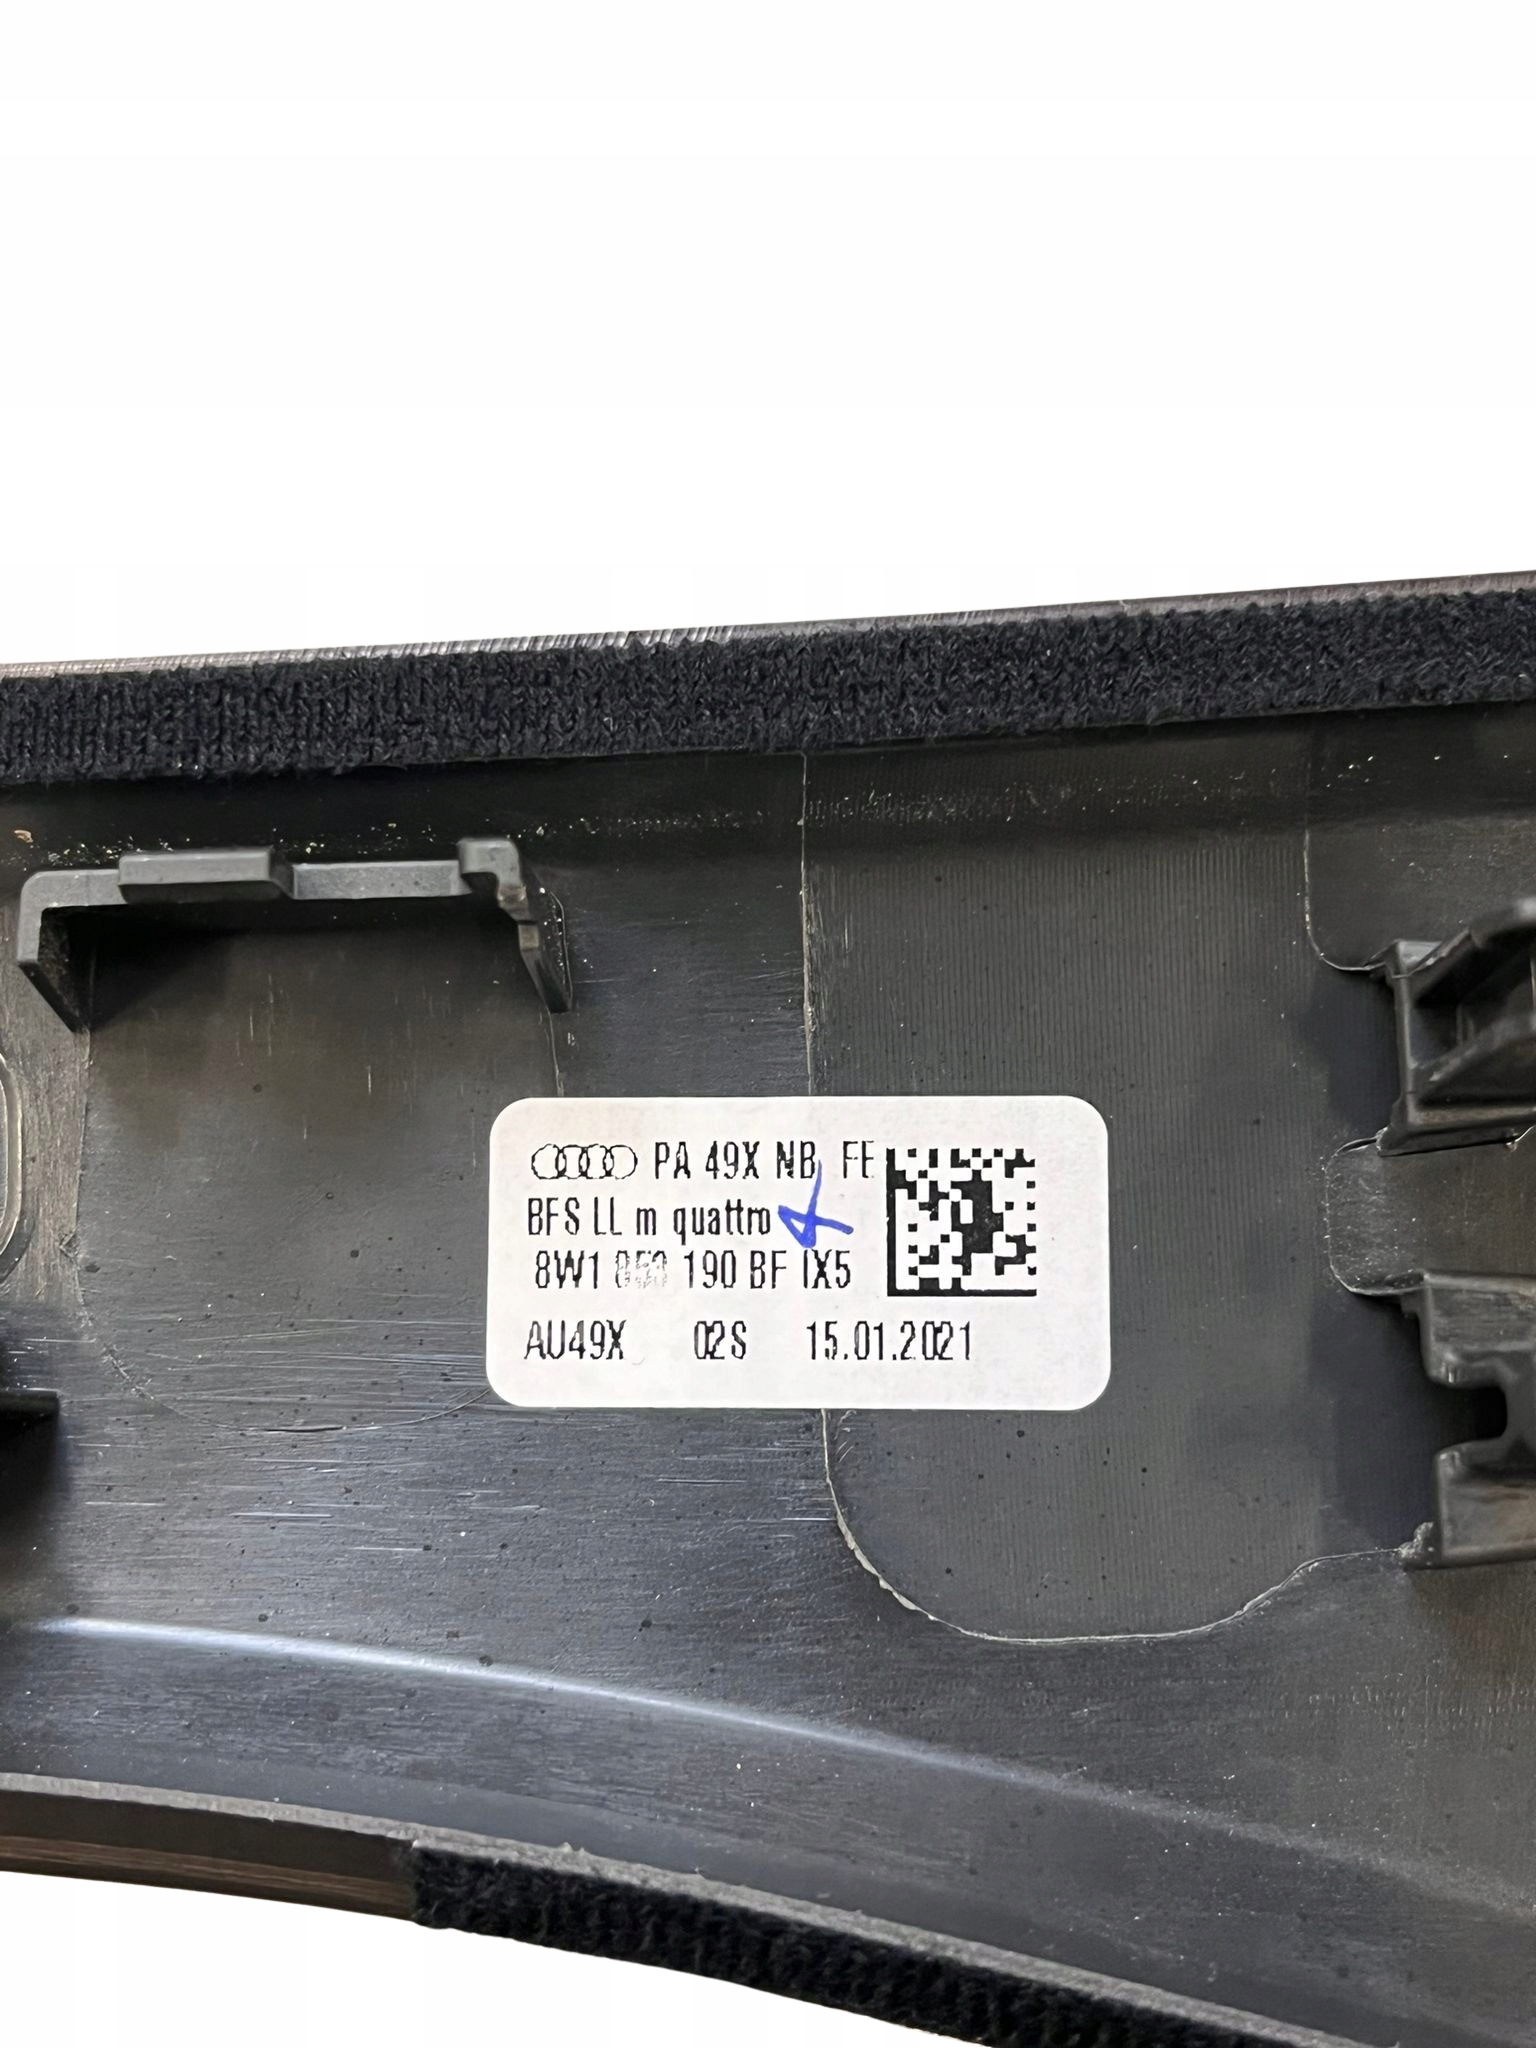 PA 49X NB FE
BFS LL m quattro
8W1 853 190 BF IX5
AU49X 02S 15.01.2021